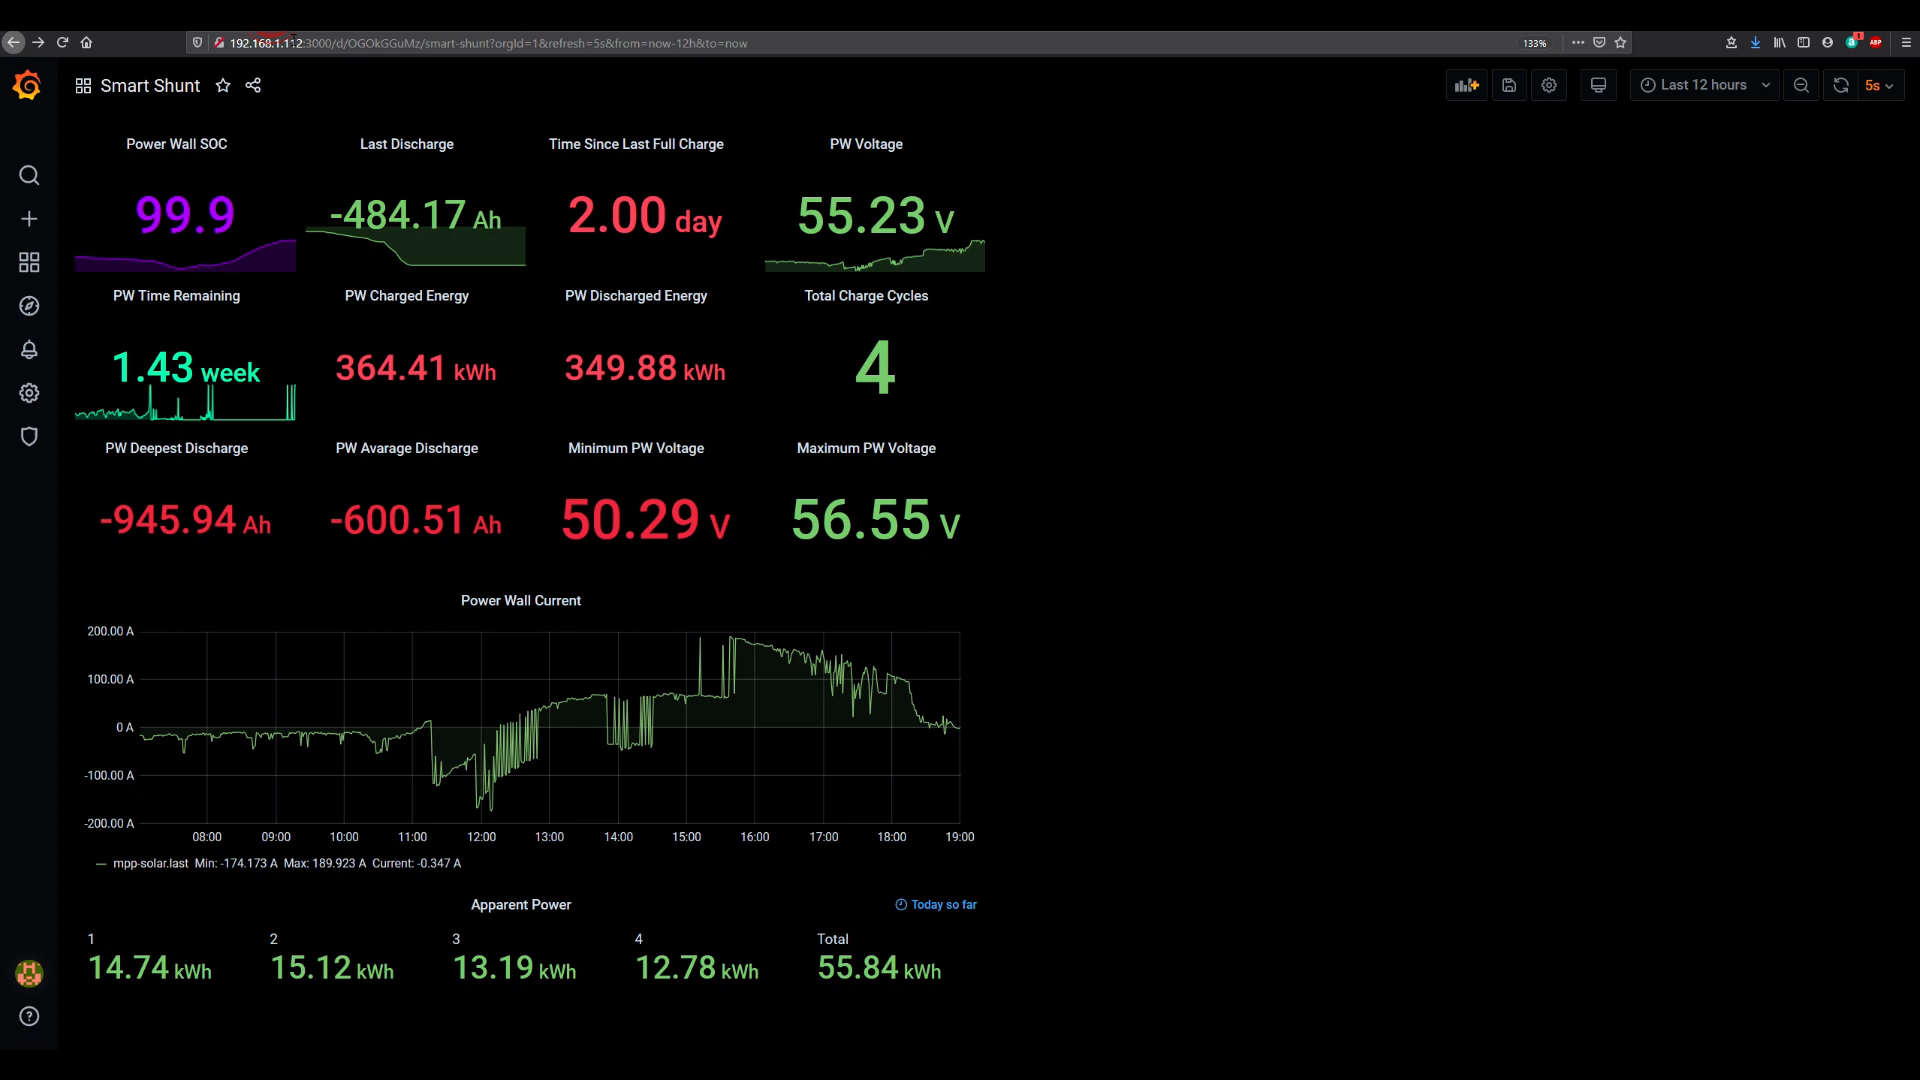 192.168.1.112:3000/d/OGOkGGuMz/smart-shunt?orgId=1&refresh=5s&from=now-12h&to=now
133%
1
ABP
Smart Shunt
Last 12 hours
5s
Power Wall SOC
Last Discharge
Time Since Last Full Charge
PW Voltage
99.9
-484.17 Ah
2.00 day
55.23 V
PW Time Remaining
PW Charged Energy
PW Discharged Energy
Total Charge Cycles
1.43 week
364.41 kWh
349.88 kWh
4
PW Deepest Discharge
PW Avarage Discharge
Minimum PW Voltage
Maximum PW Voltage
-945.94 Ah
-600.51 Ah
50.29 V
56.55 V
Power Wall Current
200.00 A
100.00 A
0 A
-100.00 A
-200.00 A
08:00 09:00 10:00 11:00 12:00 13:00 14:00 15:00 16:00 17:00 18:00 19:00
mpp-solar.last Min: -174.173 A Max: 189.923 A Current: -0.347 A
Apparent Power
Today so far
1 2 3 4 Total
14.74 kWh 15.12 kWh 13.19 kWh 12.78 kWh 55.84 kWh